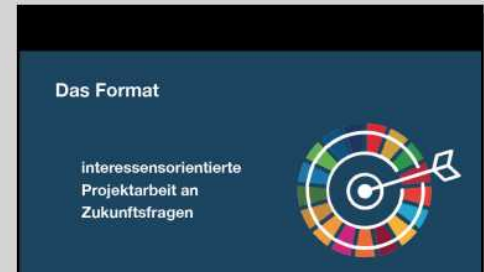 Das Format
interessensorientierte
Projektarbeit an
Zukunftsfragen